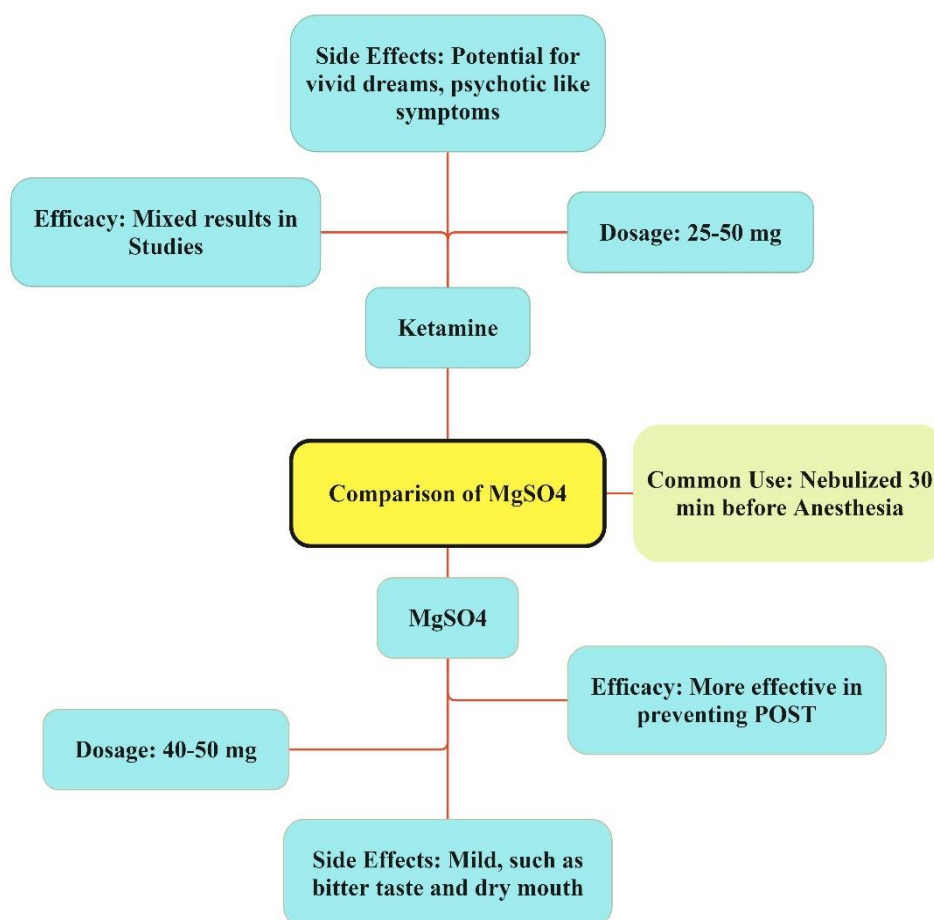 Side Effects: Potential for
vivid dreams, psychotic like
symptoms
Efficacy: Mixed results in
Studies
Dosage: 25-50 mg
Ketamine
Comparison of MgSO4
Common Use: Nebulized 30
min before Anesthesia
MgSO4
Efficacy: More effective in
preventing POST
Dosage: 40-50 mg
Side Effects: Mild, such as
bitter taste and dry mouth